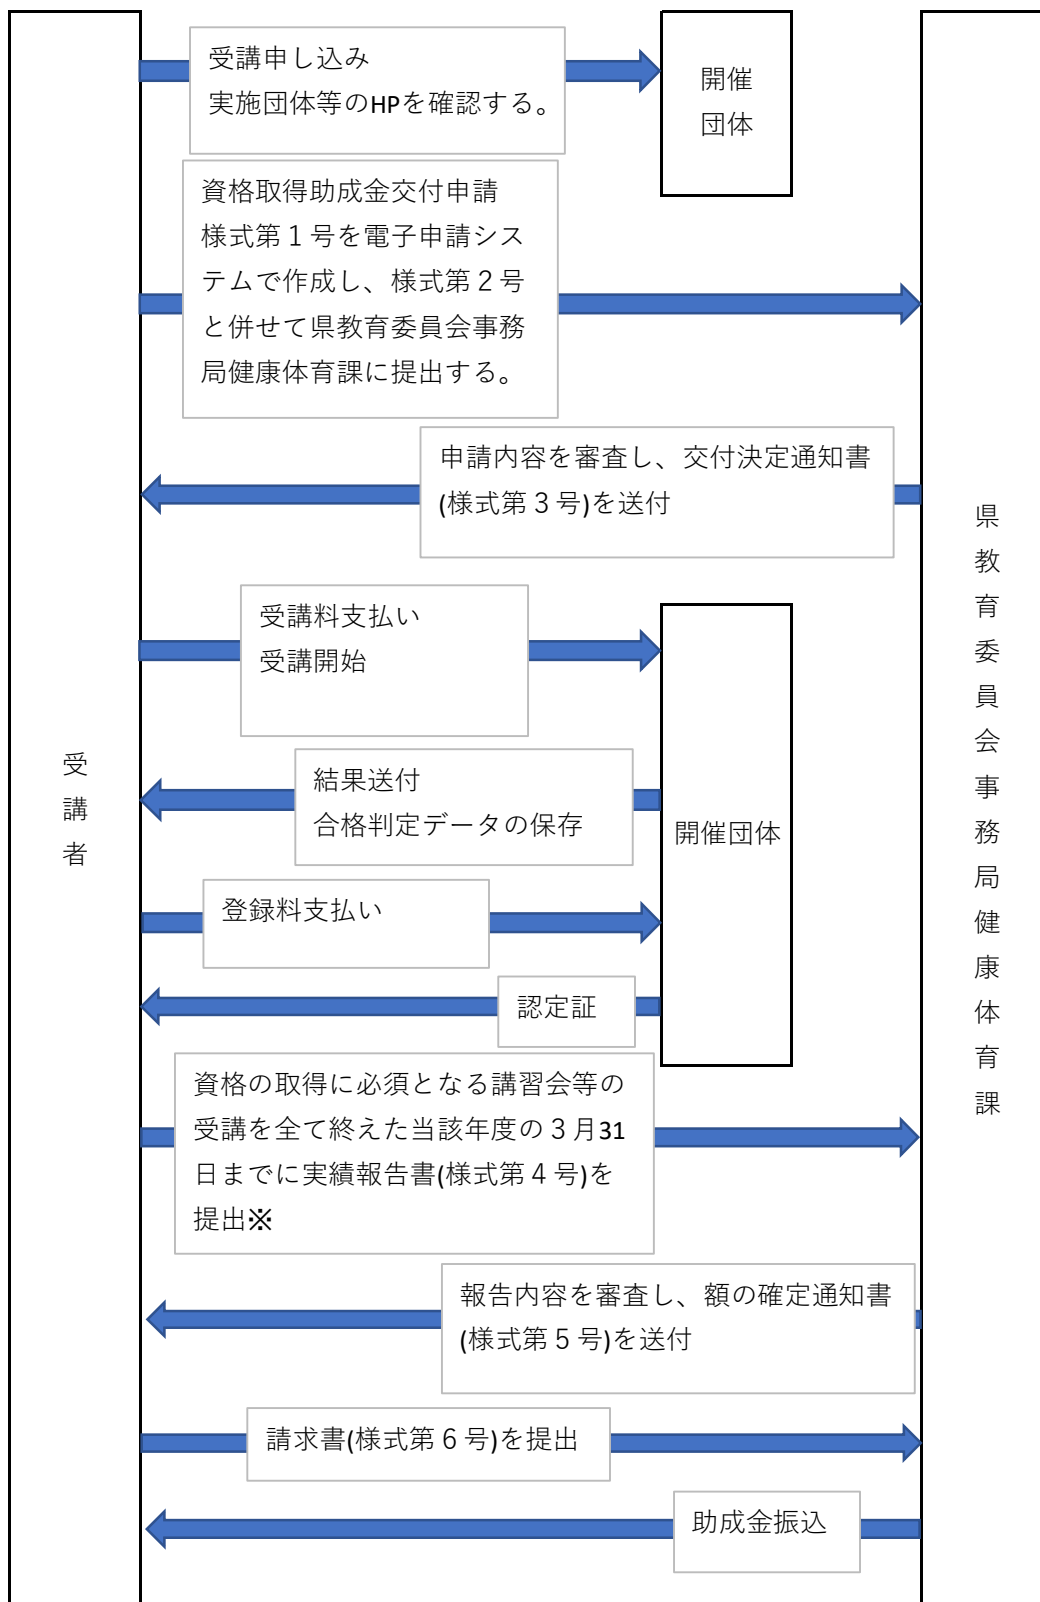 受講申し込み
実施団体等のHPを確認する。
開催
団体
資格取得助成金交付申請
様式第１号を電子申請シス
テムで作成し、様式第２号
と併せて県教育委員会事務
局健康体育課に提出する。
申請内容を審査し、交付決定通知書
(様式第３号)を送付
受講料支払い
受講開始
結果送付
合格判定データの保存
開催団体
登録料支払い
認定証
資格の取得に必須となる講習会等の
受講を全て終えた当該年度の３月31
日までに実績報告書(様式第４号)を
提出※
報告内容を審査し、額の確定通知書
(様式第５号)を送付
請求書(様式第６号)を提出
助成金振込
受講者
県教育委員会事務局健康体育課